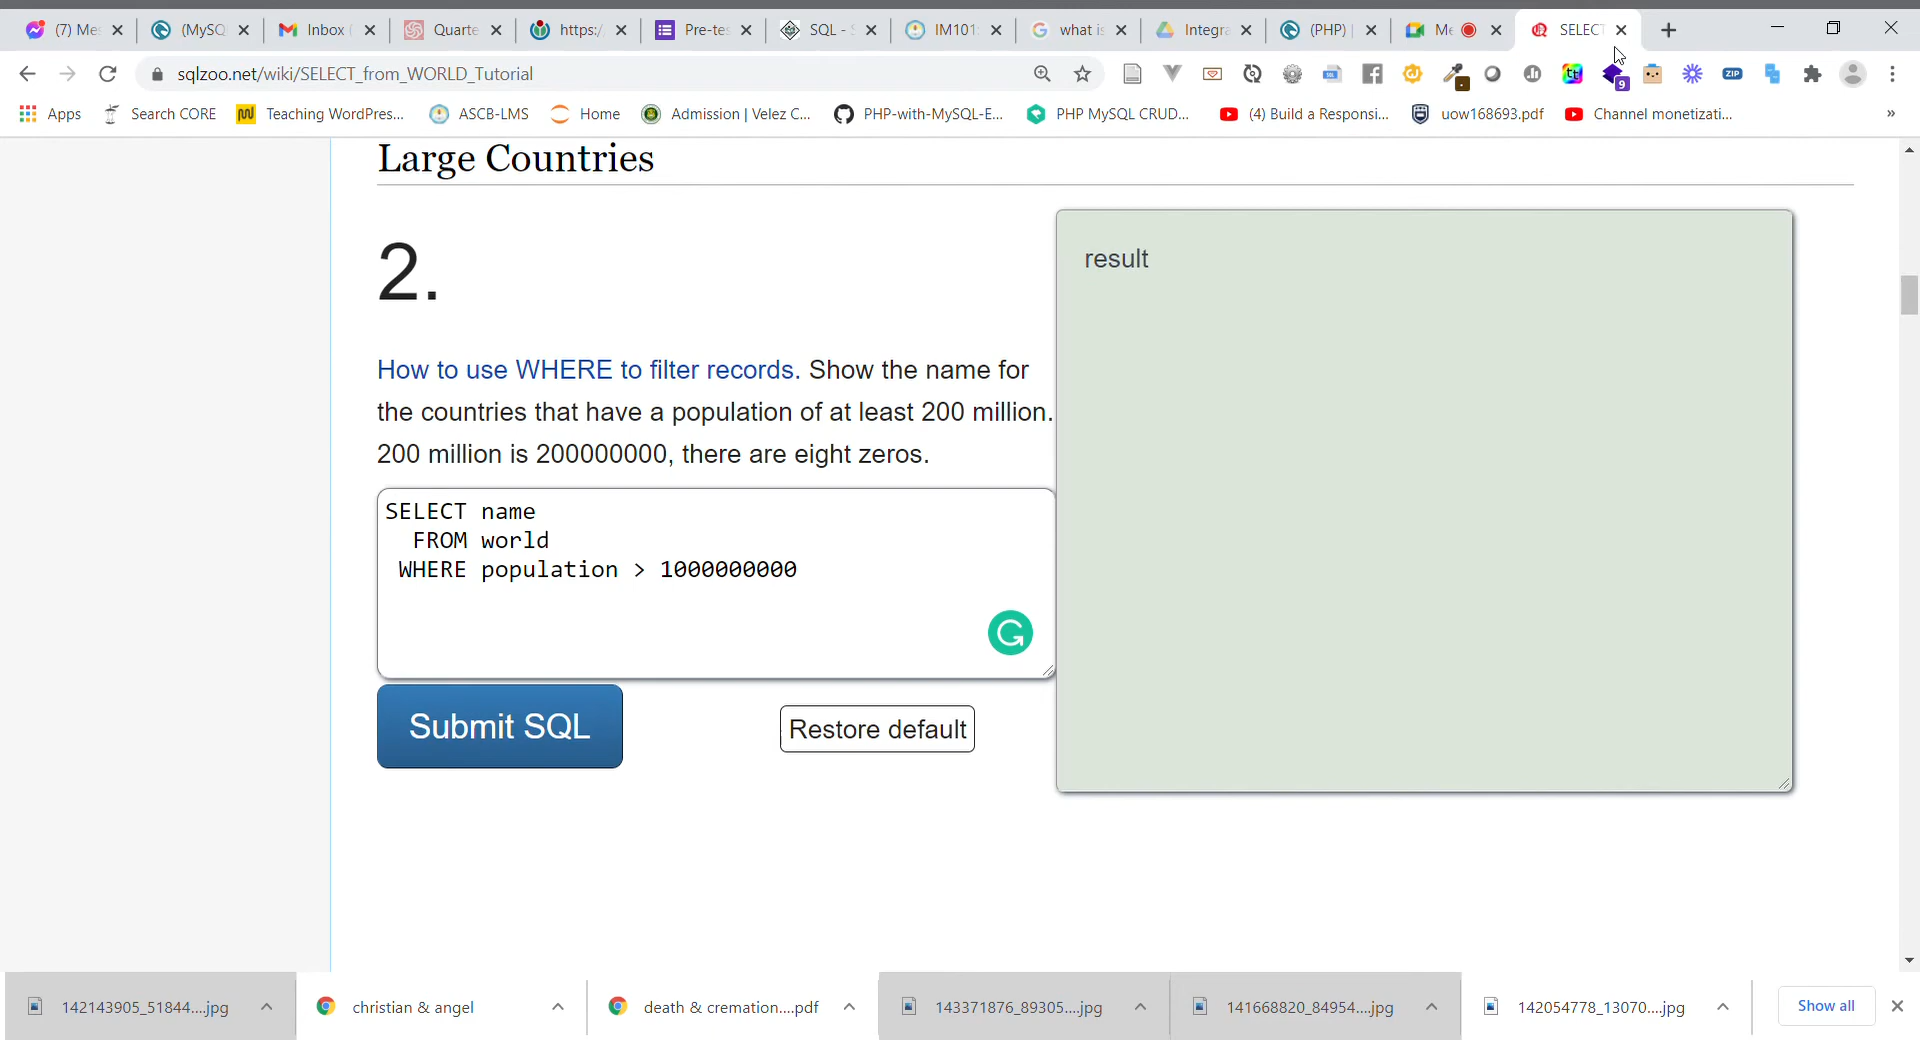 (7) Me
(MySQ
Inbox (
Quarte
https:/
Pre-te
SQL - S
IM101
what is
Integra
(PHP) |
Me
SELECT
sqlzoo.net/wiki/SELECT_from_WORLD_Tutorial
9
ZIP
Apps
Search CORE
Teaching WordPres...
ASCB-LMS
Home
Admission | Velez C...
PHP-with-MySQL-E...
PHP MySQL CRUD...
(4) Build a Responsi...
uow168693.pdf
Channel monetizati...
»
Large Countries
2.
How to use WHERE to filter records. Show the name for
the countries that have a population of at least 200 million.
200 million is 200000000, there are eight zeros.
SELECT name
FROM world
WHERE population > 1000000000
Submit SQL
Restore default
result
142143905_51844....jpg
christian & angel
death & cremation....pdf
143371876_89305....jpg
141668820_84954....jpg
142054778_13070....jpg
Show all